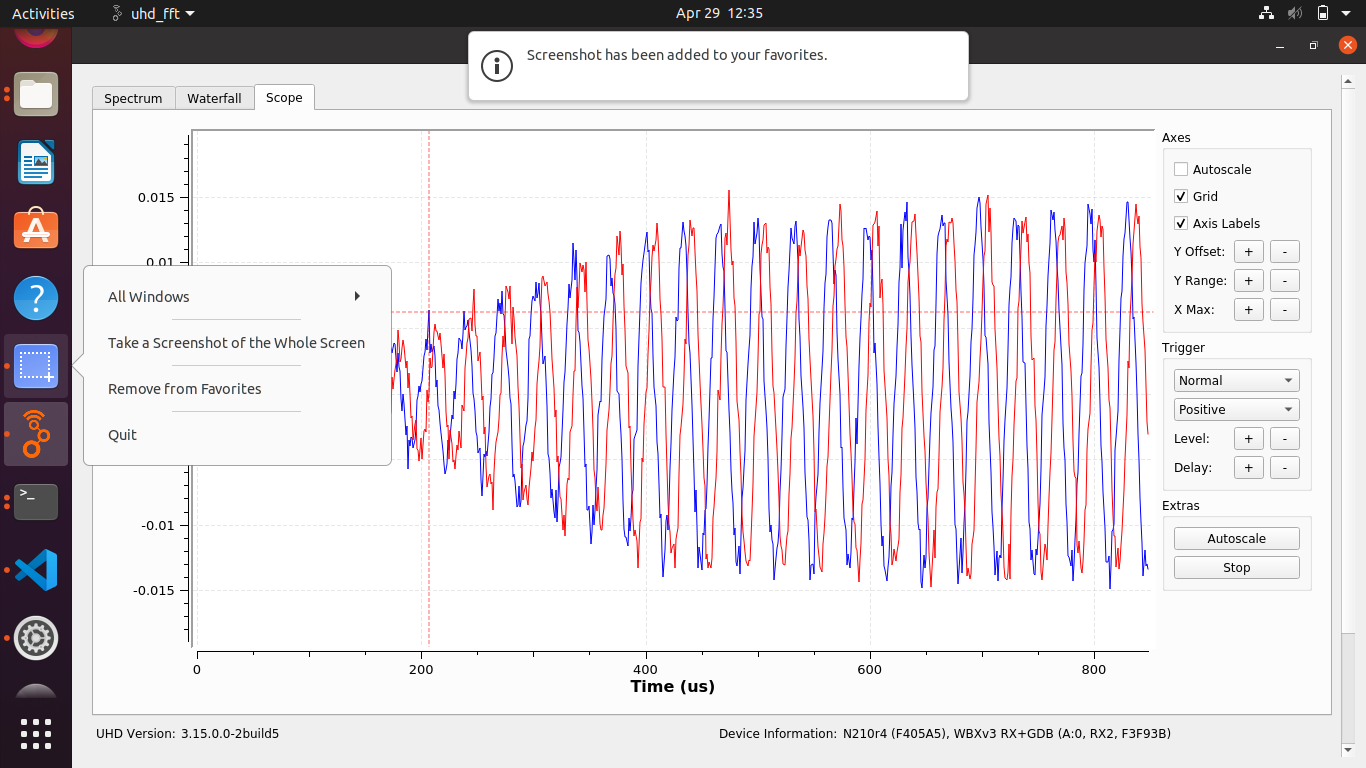 Activities
uhd_fft
Apr 29 12:35
Screenshot has been added to your favorites.
Spectrum
Waterfall
Scope
0.015
0.01
-0.01
-0.015
0
200
400
600
800
Time (us)
All Windows
Take a Screenshot of the Whole Screen
Remove from Favorites
Quit
>_
Axes
Autoscale
Grid
Axis Labels
Y Offset: + -
Y Range: + -
X Max: + -
Trigger
Normal
Positive
Level: + -
Delay: + -
Extras
Autoscale
Stop
UHD Version: 3.15.0.0-2build5
Device Information: N210r4 (F405A5), WBXv3 RX+GDB (A:0, RX2, F3F93B)